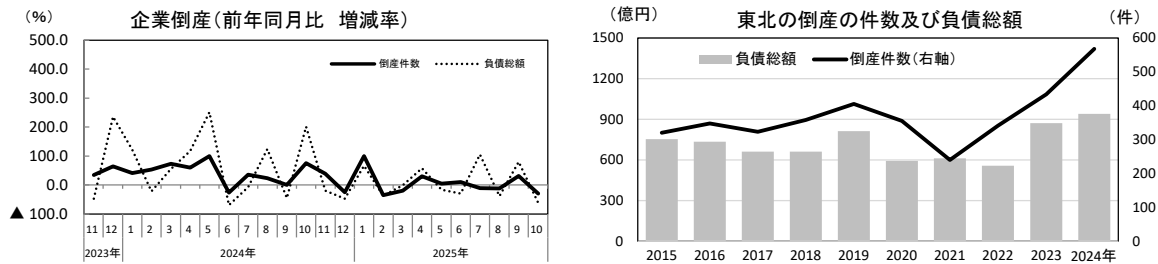 企業倒産（前年同月比　増減率）
（％）
500.0
400.0
300.0
200.0
100.0
0.0
▲ 100.0
倒産件数
負債総額
11 12 1 2 3 4 5 6 7 8 9 10 11 12 1 2 3 4 5 6 7 8 9 10
2023年 2024年 2025年
東北の倒産の件数及び負債総額
（億円）
（件）
1500
1200
900
600
300
0
負債総額
倒産件数（右軸）
600
500
400
300
200
100
0
2015 2016 2017 2018 2019 2020 2021 2022 2023 2024年